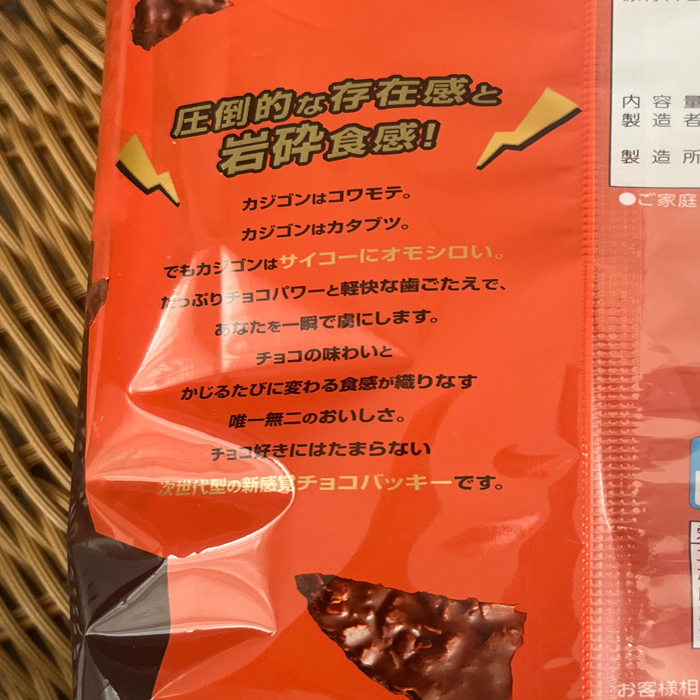 圧倒的な存在感と
岩砕食感!
カジゴンはコワモテ。
カジゴンはカタブツ。
でもカジゴンはサイコーにオモシロい。
たっぷりチョコパワーと軽快な歯ごたえで、
あなたを一瞬で虜にします。
チョコの味わいと
かじるたびに変わる食感が織りなす
唯一無二のおいしさ。
チョコ好きにはたまらない
次世代型の新感覚チョコバッキーです。
内容量
製造者
製造所
●ご家庭
お客様相